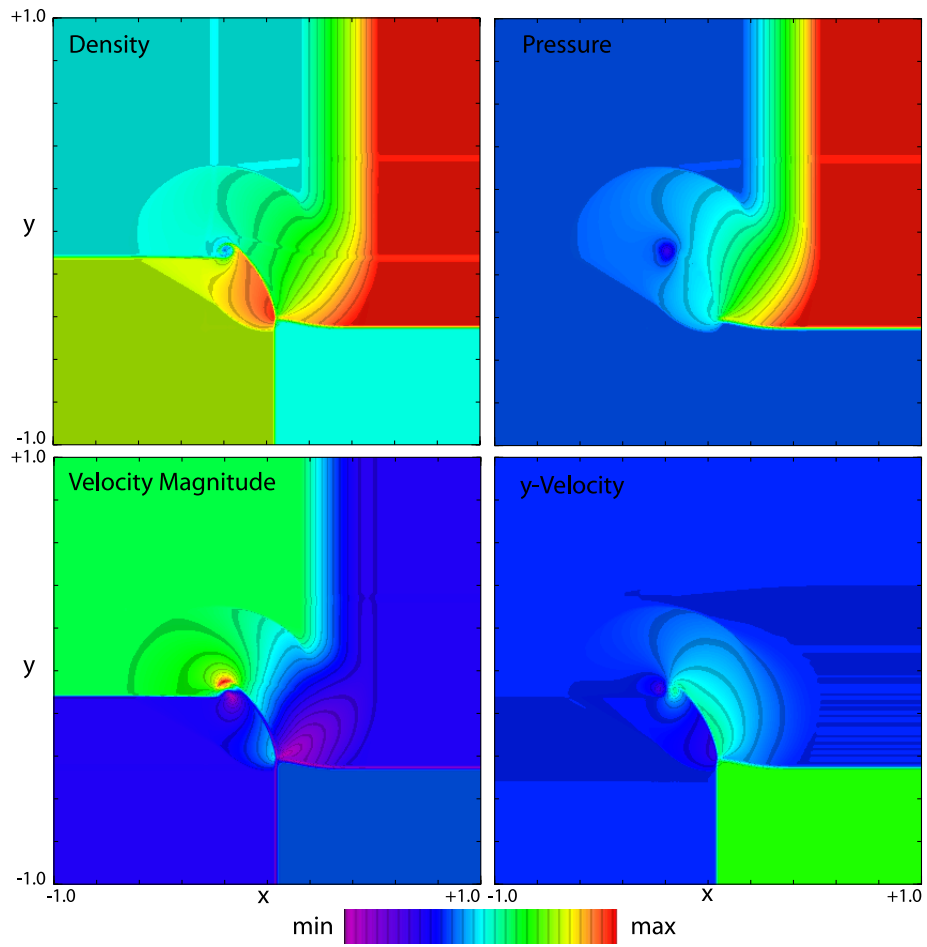 +1.0
Density
Pressure
y
-1.0
+1.0
Velocity Magnitude
y-Velocity
y
-1.0
-1.0
x
+1.0
-1.0
x
+1.0
min
max